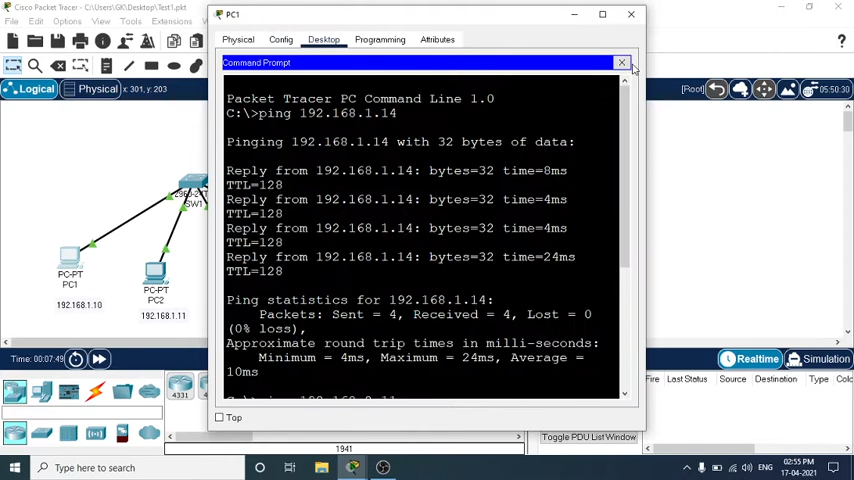 Cisco Packet Tracer - C:\Users\GK\Desktop\Test1.pkt
File Edit Options View Tools Extensions
Logical Physical x: 301, y: 203
[Root] 05:50:30
PC1
Physical Config Desktop Programming Attributes
Command Prompt
Packet Tracer PC Command Line 1.0
C:\>ping 192.168.1.14
Pinging 192.168.1.14 with 32 bytes of data:
Reply from 192.168.1.14: bytes=32 time=8ms
TTL=128
Reply from 192.168.1.14: bytes=32 time=4ms
TTL=128
Reply from 192.168.1.14: bytes=32 time=4ms
TTL=128
Reply from 192.168.1.14: bytes=32 time=24ms
TTL=128
Ping statistics for 192.168.1.14:
Packets: Sent = 4, Received = 4, Lost = 0
(0% loss),
Approximate round trip times in milli-seconds:
Minimum = 4ms, Maximum = 24ms, Average =
10ms
Top
SW1
PC-PT
PC1
192.168.1.10
PC-PT
PC2
192.168.1.11
Time: 00:07:49
Realtime Simulation
4331
1941
Fire Last Status Source Destination Type
Toggle PDU List Window
Type here to search
ENG
02:55 PM
17-04-2021